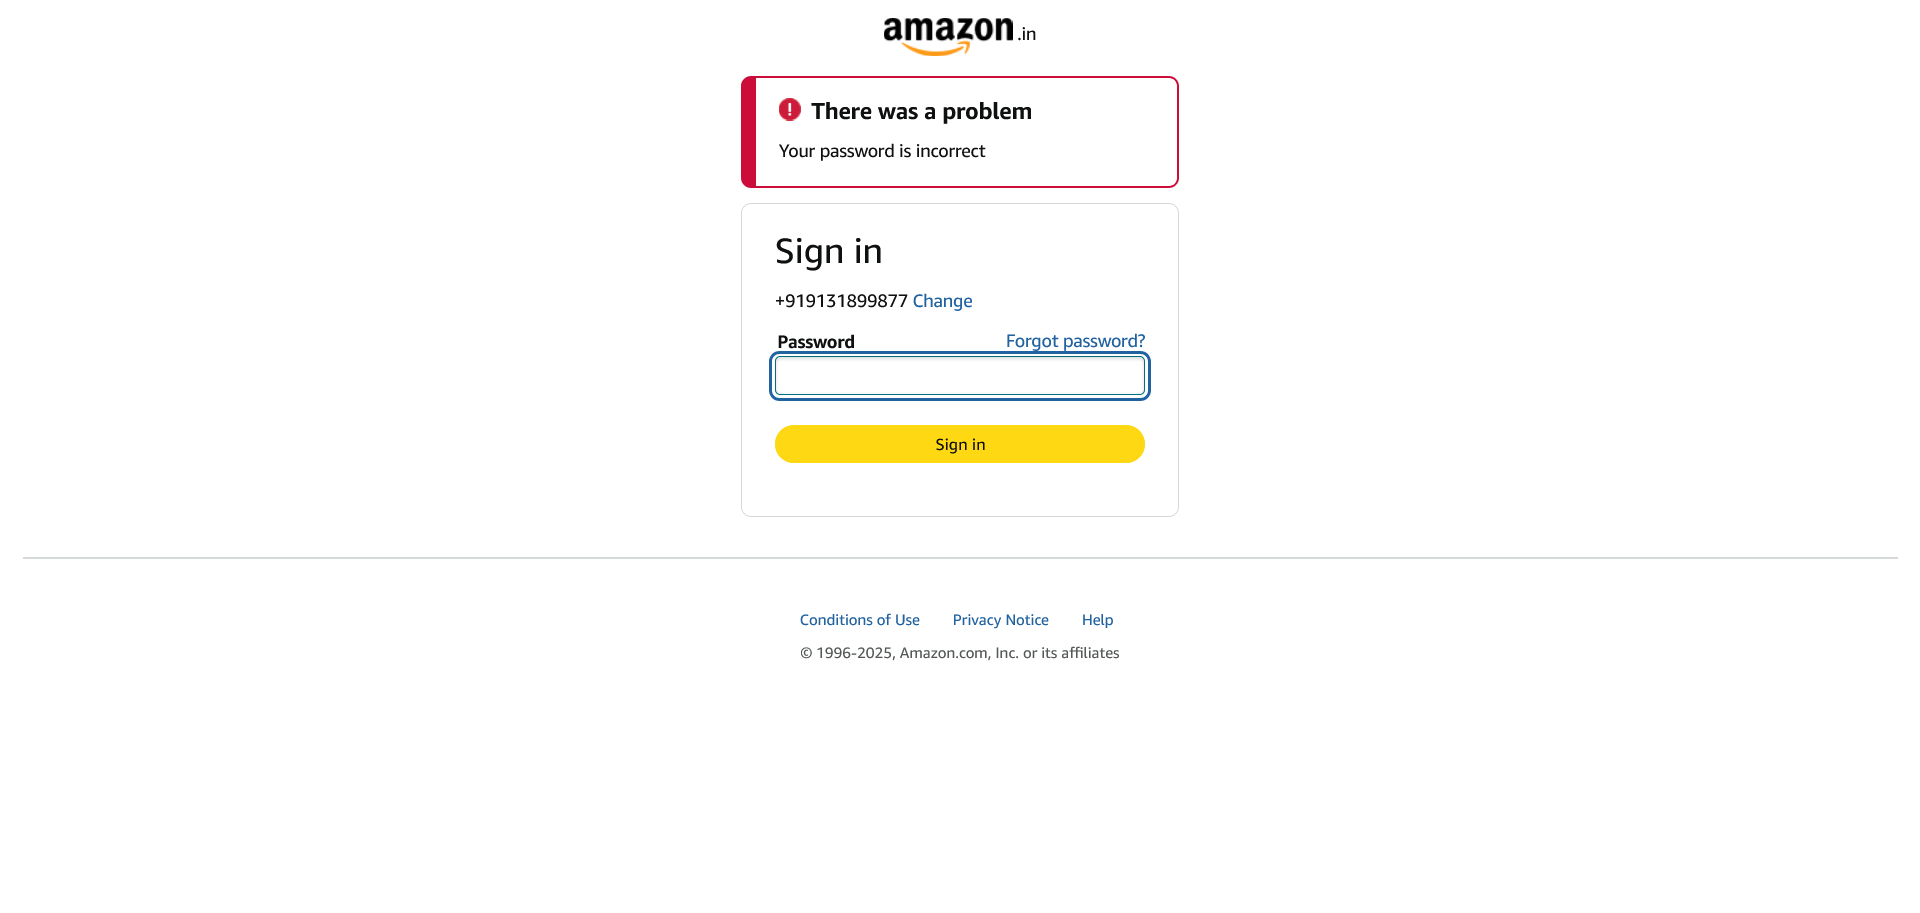 amazon.in
There was a problem
Your password is incorrect
Sign in
+919131899877 Change
Password Forgot password?
Sign in
Conditions of Use Privacy Notice Help
© 1996-2025, Amazon.com, Inc. or its affiliates